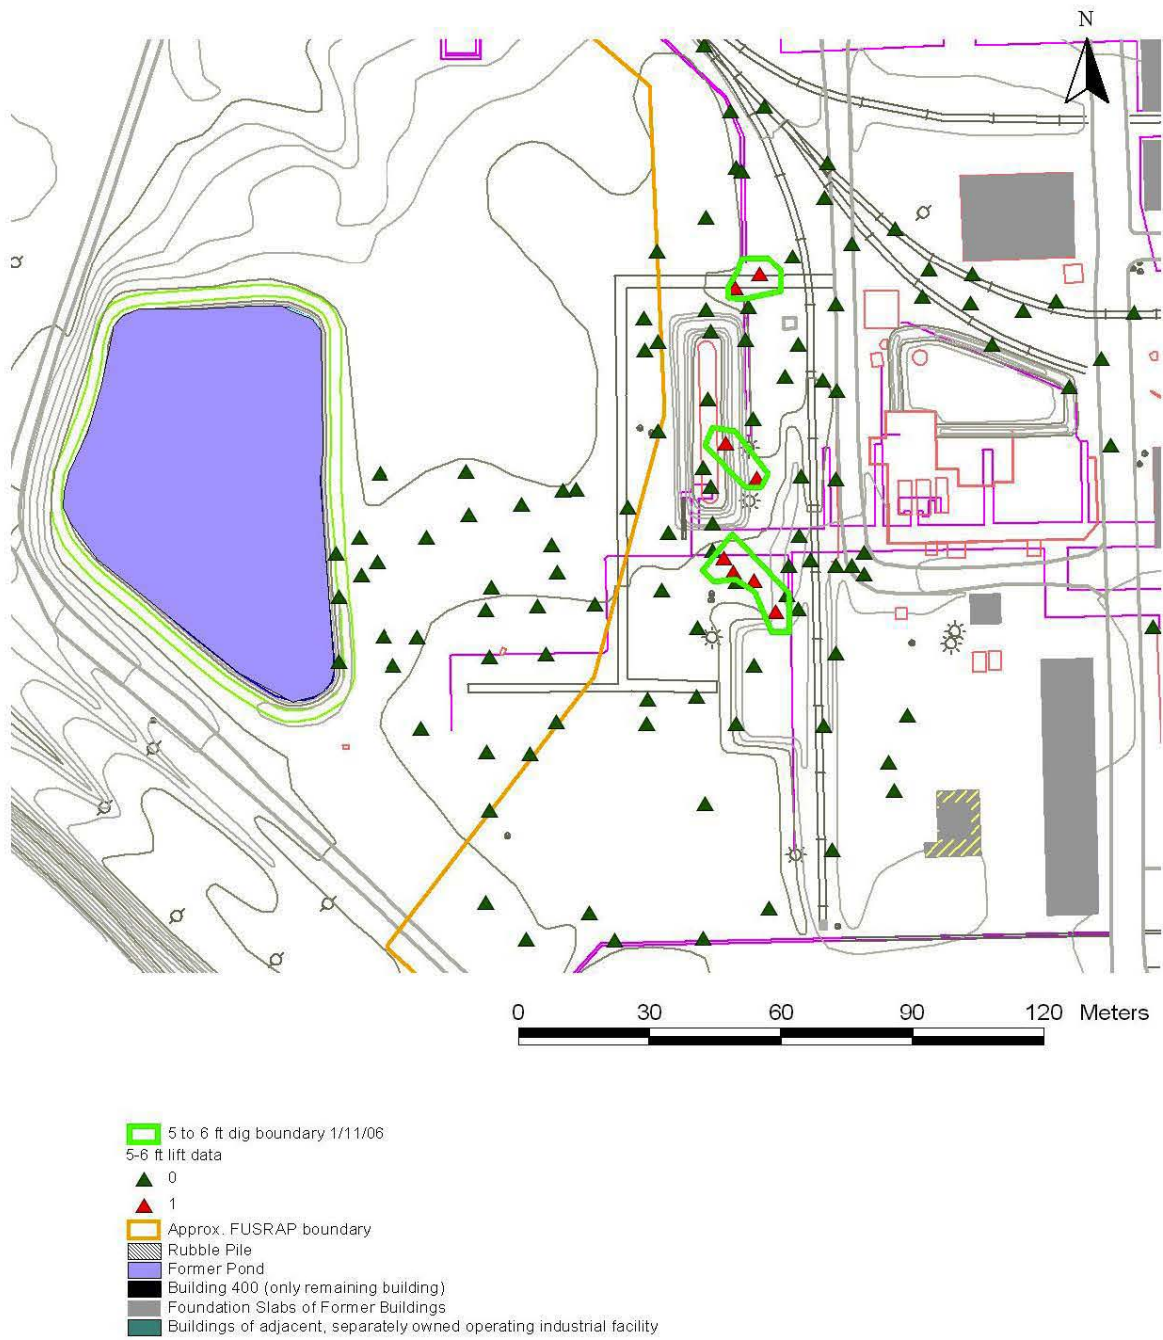 N
0 30 60 90 120 Meters
5 to 6 ft dig boundary 1/11/06
5-6 ft lift data
0
1
Approx. FUSRAP boundary
Rubble Pile
Former Pond
Building 400 (only remaining building)
Foundation Slabs of Former Buildings
Buildings of adjacent, separately owned operating industrial facility